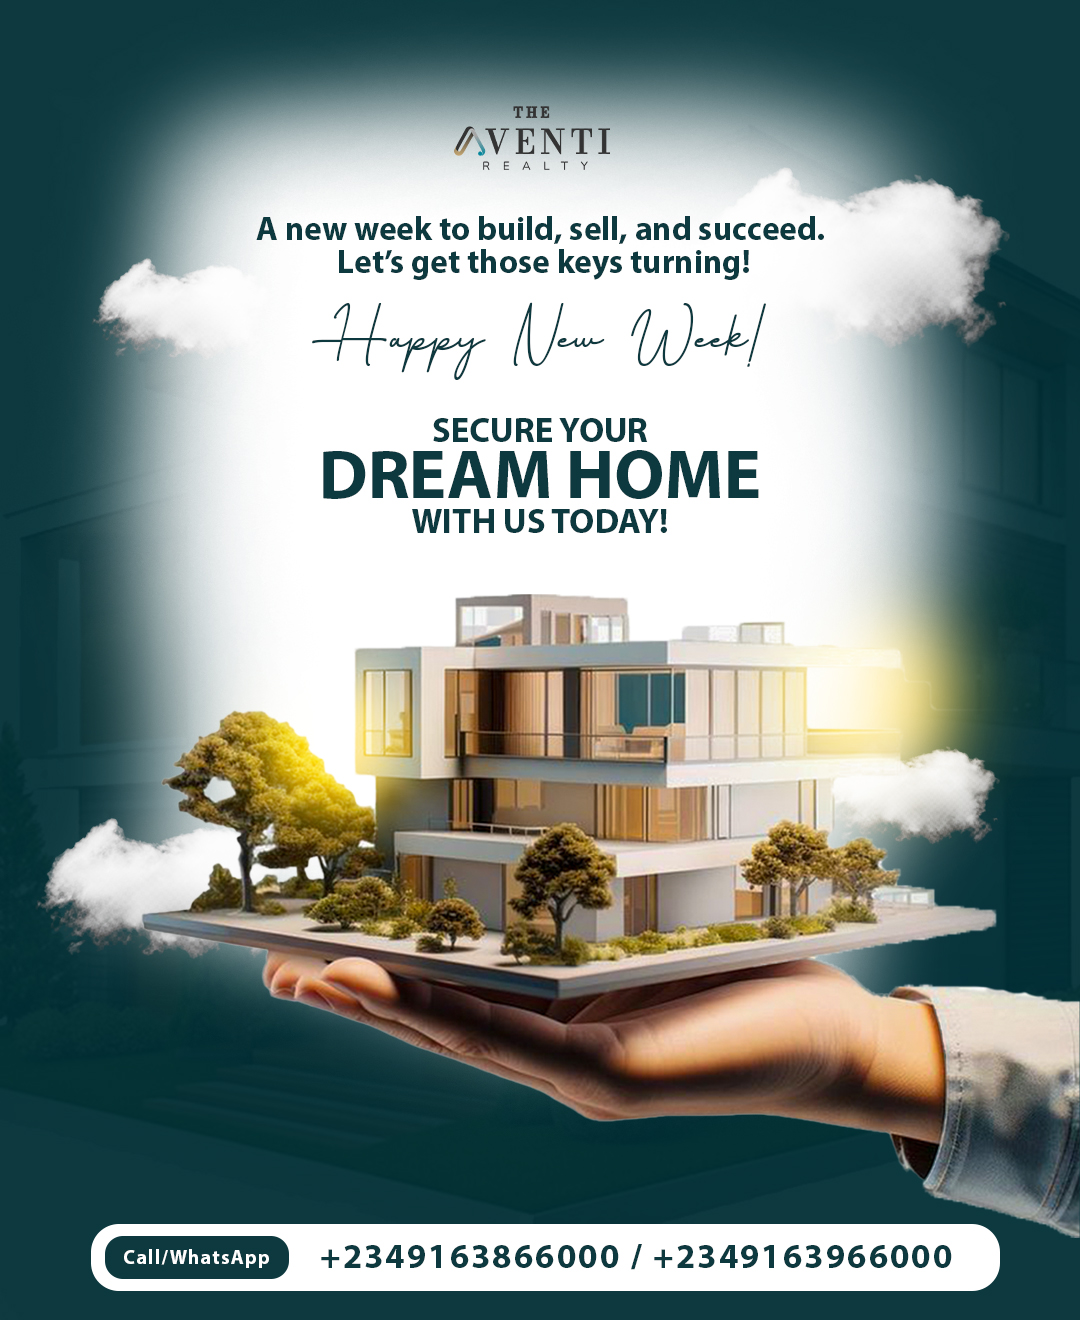 THE
AVENTI
REALTY
A new week to build, sell, and succeed.
Let's get those keys turning!
Happy New Week!
SECURE YOUR
DREAM HOME
WITH US TODAY!
Call/WhatsApp +2349163866000 / +2349163966000